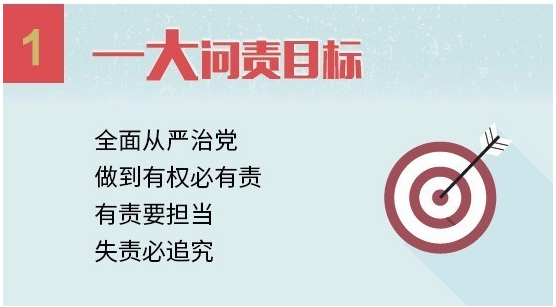 1
一大问责目标
全面从严治党
做到有权必有责
有责要担当
失责必追究